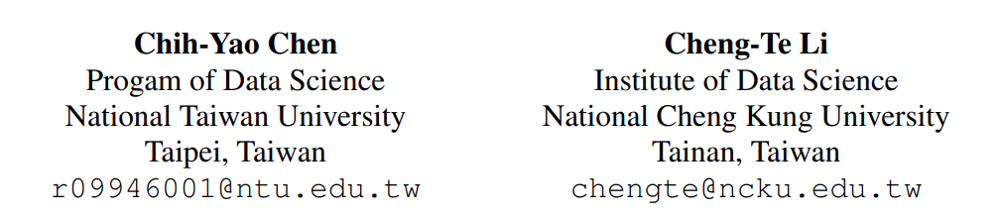 Chih-Yao Chen
Progam of Data Science
National Taiwan University
Taipei, Taiwan
r09946001@ntu.edu.tw
Cheng-Te Li
Institute of Data Science
National Cheng Kung University
Tainan, Taiwan
chengte@ncku.edu.tw